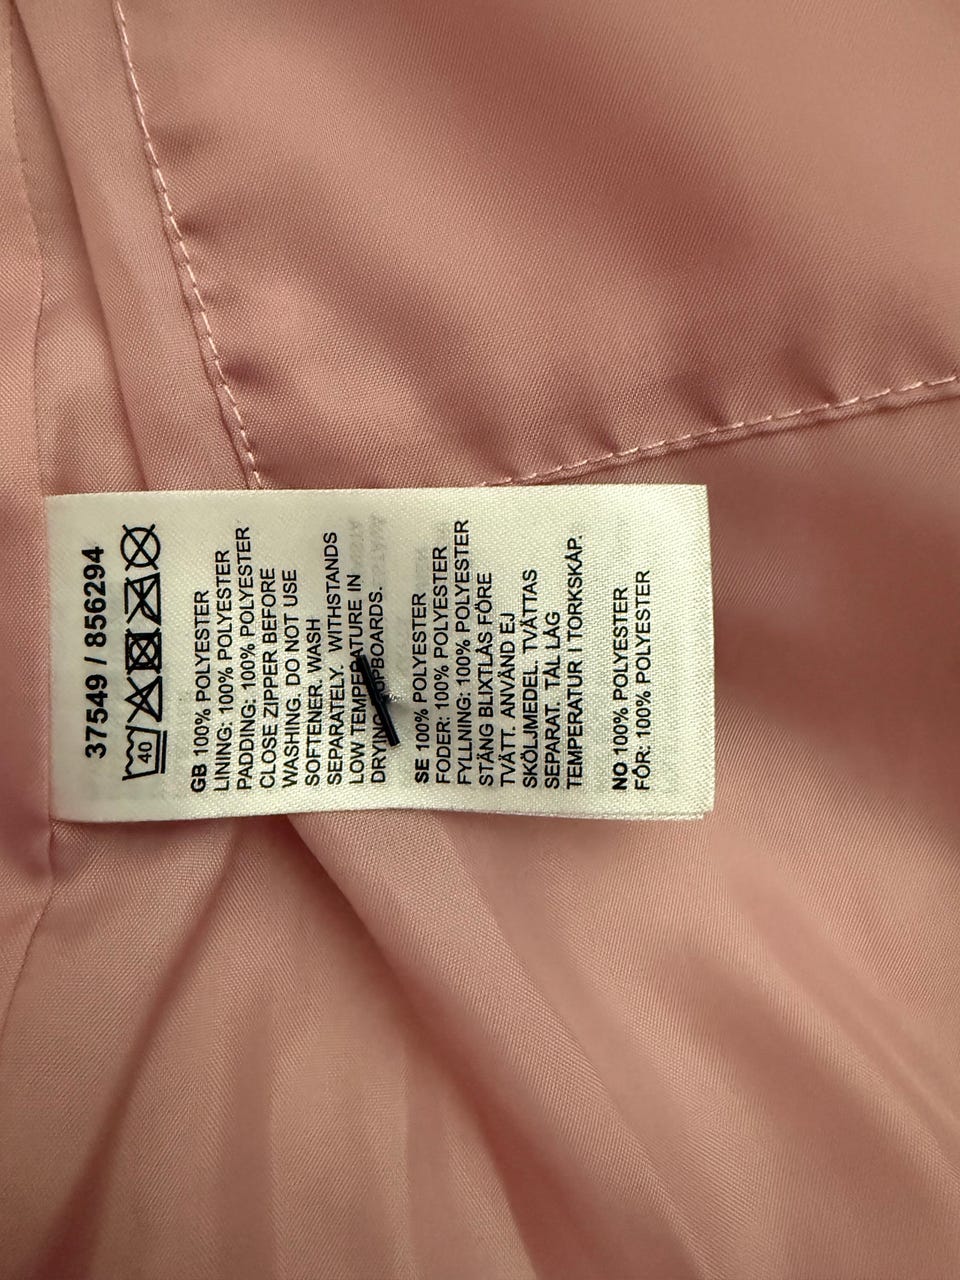 37549 / 856294
40
GB 100% POLYESTER
LINING: 100% POLYESTER
PADDING: 100% POLYESTER
CLOSE ZIPPER BEFORE
WASHING. DO NOT USE
SOFTENER. WASH
SEPARATELY. WITHSTANDS
LOW TEMPERATURE IN
DRYING CUPBOARDS.
SE 100% POLYESTER
FODER: 100% POLYESTER
FYLLNING: 100% POLYESTER
STÄNG BLIXTLÅS FÖRE
TVÄTT. ANVÄND EJ
SKÖLJMEDEL. TVÄTTAS
SEPARAT. TÅL LÅG
TEMPERATUR I TORKSKÅP.
NO 100% POLYESTER
FÔR: 100% POLYESTER